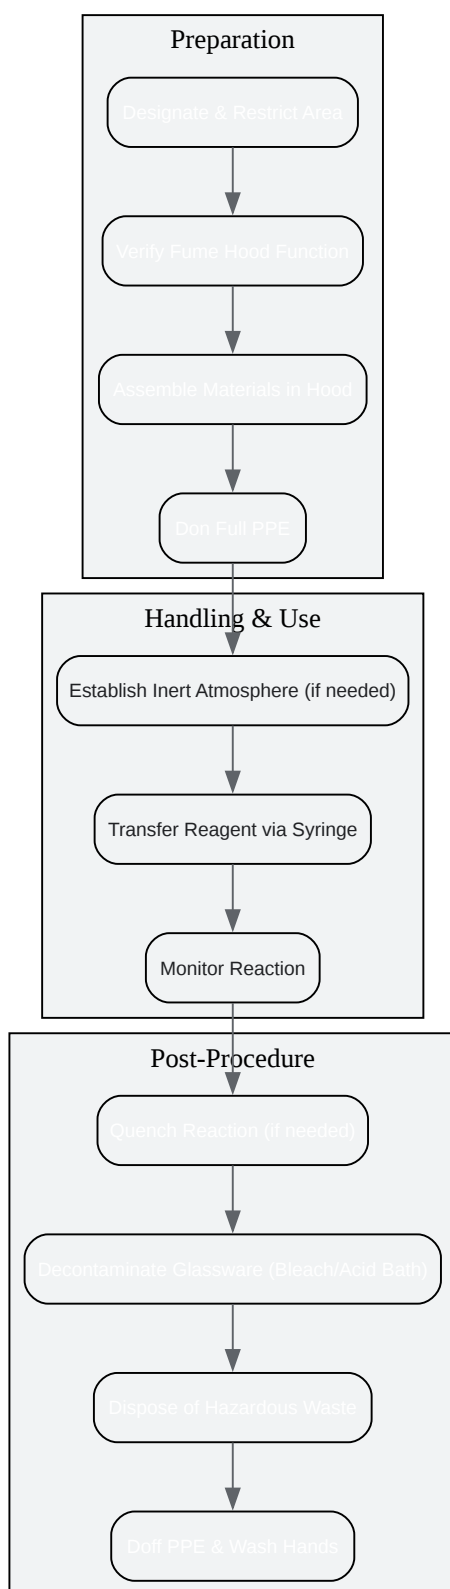 Preparation
Designate & Restrict Area
Verify Fume Hood Function
Assemble Materials in Hood
Don Full PPE
Handling & Use
Establish Inert Atmosphere (if needed)
Transfer Reagent via Syringe
Monitor Reaction
Post-Procedure
Quench Reaction (if needed)
Decontaminate Glassware (Bleach/Acid Bath)
Dispose of Hazardous Waste
Doff PPE & Wash Hands